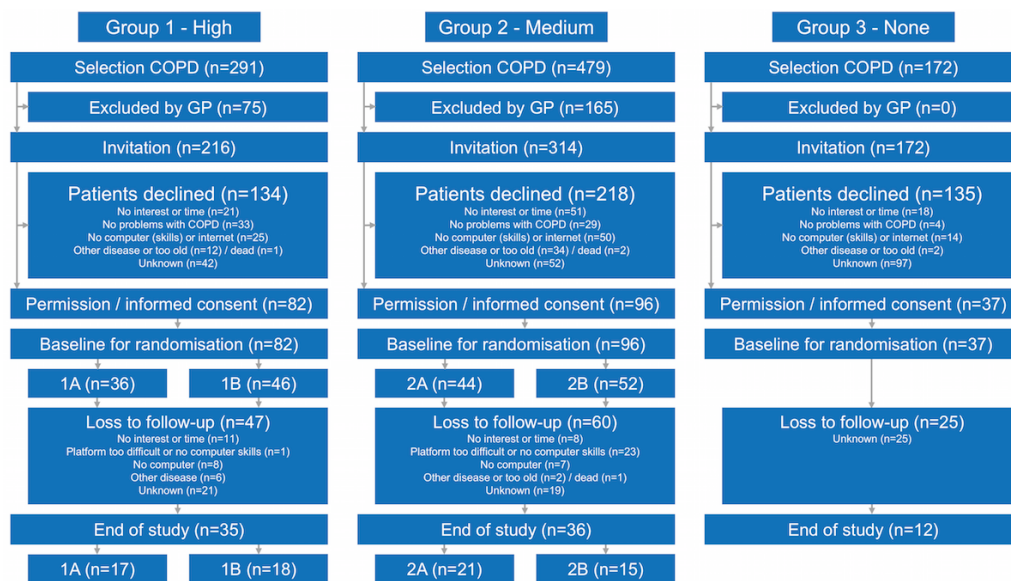 Group 1 - High
Selection COPD (n=291)
Excluded by GP (n=75)
Invitation (n=216)
Patients declined (n=134)
No interest or time (n=21)
No problems with COPD (n=33)
No computer (skills) or internet (n=25)
Other disease or too old (n=12) / dead (n=1)
Unknown (n=42)
Permission / informed consent (n=82)
Baseline for randomisation (n=82)
1A (n=36)
1B (n=46)
Loss to follow-up (n=47)
No interest or time (n=11)
Platform too difficult or no computer skills (n=1)
No computer (n=8)
Other disease (n=6)
Unknown (n=21)
End of study (n=35)
1A (n=17)
1B (n=18)
Group 2 - Medium
Selection COPD (n=479)
Excluded by GP (n=165)
Invitation (n=314)
Patients declined (n=218)
No interest or time (n=51)
No problems with COPD (n=29)
No computer (skills) or internet (n=50)
Other disease or too old (n=34) / dead (n=2)
Unknown (n=52)
Permission / informed consent (n=96)
Baseline for randomisation (n=96)
2A (n=44)
2B (n=52)
Loss to follow-up (n=60)
No interest or time (n=8)
Platform too difficult or no computer skills (n=23)
No computer (n=7)
Other disease or too old (n=2) / dead (n=1)
Unknown (n=19)
End of study (n=36)
2A (n=21)
2B (n=15)
Group 3 - None
Selection COPD (n=172)
Excluded by GP (n=0)
Invitation (n=172)
Patients declined (n=135)
No interest or time (n=18)
No problems with COPD (n=4)
No computer (skills) or internet (n=14)
Other disease or too old (n=2)
Unknown (n=97)
Permission / informed consent (n=37)
Baseline for randomisation (n=37)
Loss to follow-up (n=25)
Unknown (n=25)
End of study (n=12)